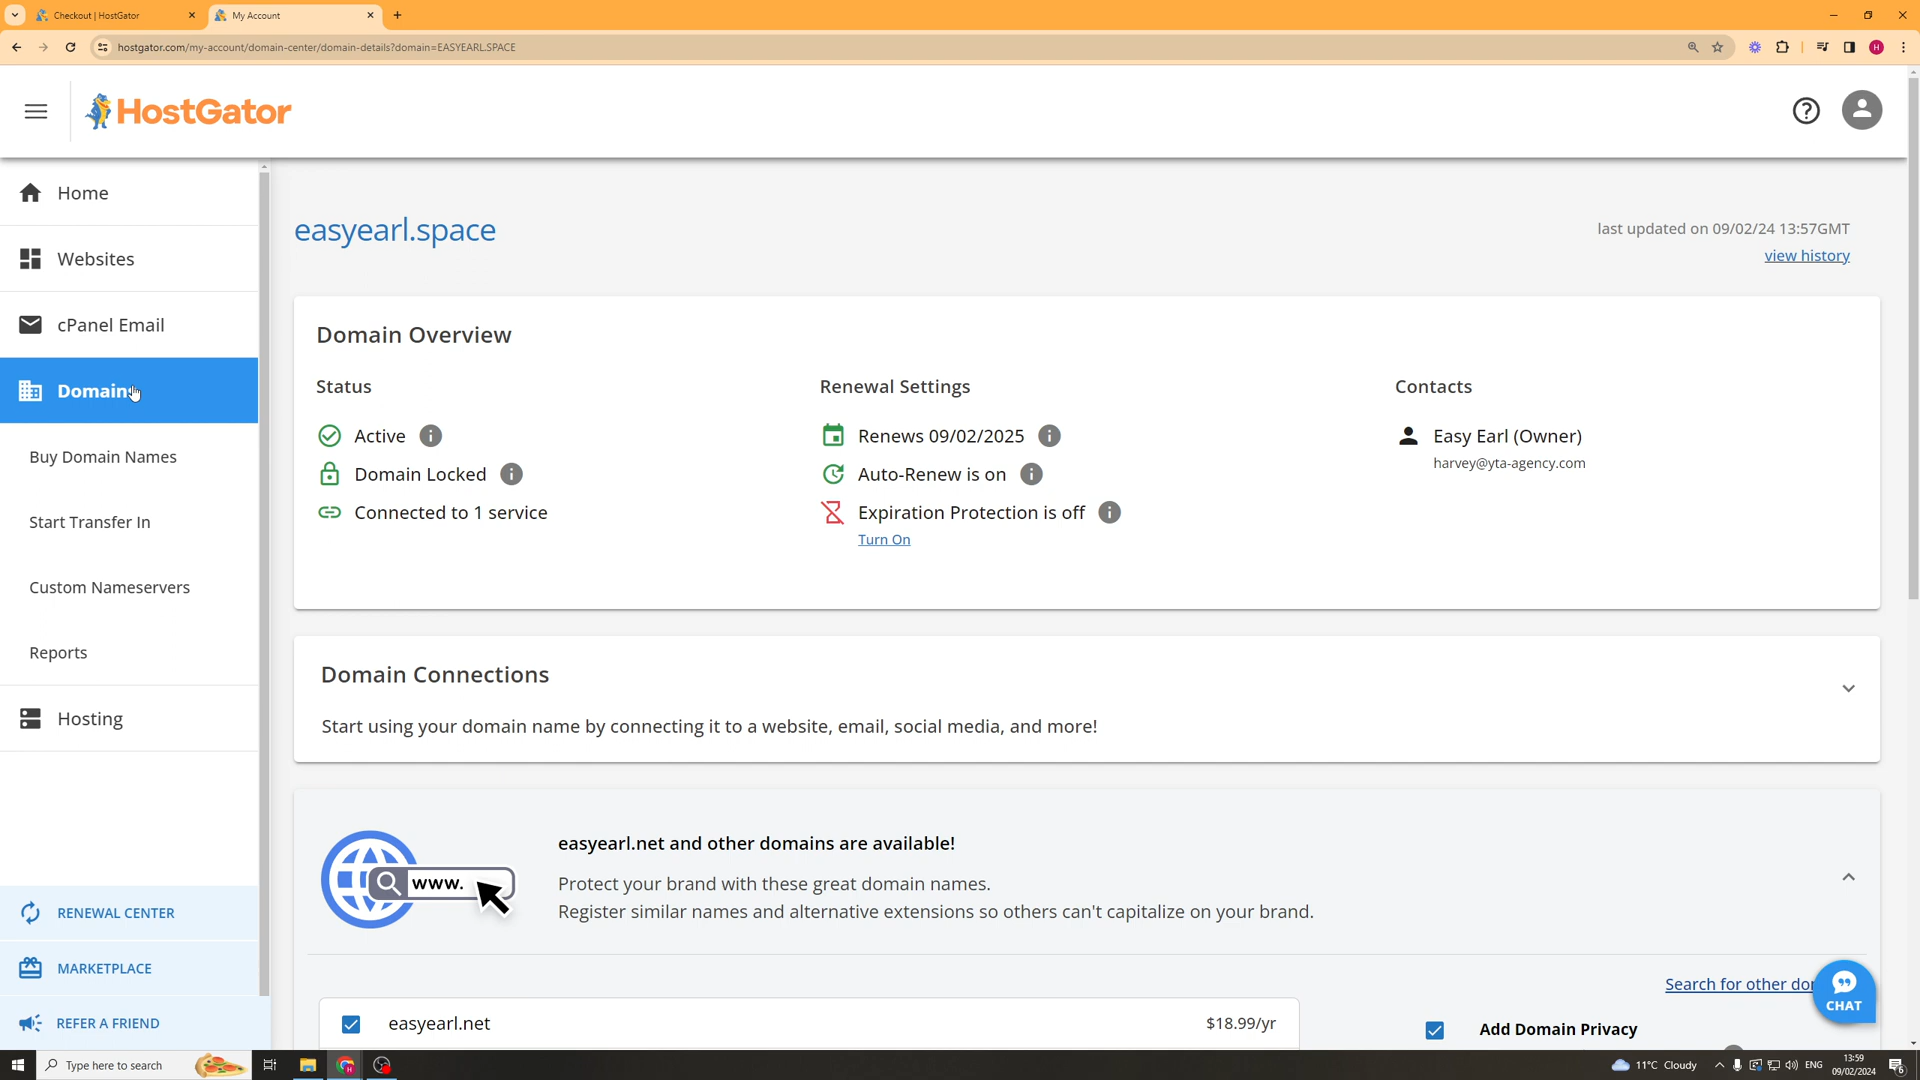 Checkout | HostGator
My Account
hostgator.com/my-account/domain-center/domain-details?domain=EASYEARL.SPACE
H
HostGator
Home
Websites
cPanel Email
Domain
Buy Domain Names
Start Transfer In
Custom Nameservers
Reports
Hosting
RENEWAL CENTER
MARKETPLACE
REFER A FRIEND
easyearl.space
last updated on 09/02/24 13:57GMT
view history
Domain Overview
Status
Active
Domain Locked
Connected to 1 service
Renewal Settings
Renews 09/02/2025
Auto-Renew is on
Expiration Protection is off
Turn On
Contacts
Easy Earl (Owner)
harvey@yta-agency.com
Domain Connections
Start using your domain name by connecting it to a website, email, social media, and more!
www.
easyearl.net and other domains are available!
Protect your brand with these great domain names.
Register similar names and alternative extensions so others can't capitalize on your brand.
Search for other do
CHAT
easyearl.net
$18.99/yr
Add Domain Privacy
Type here to search
11°C Cloudy
ENG
13:59
09/02/2024